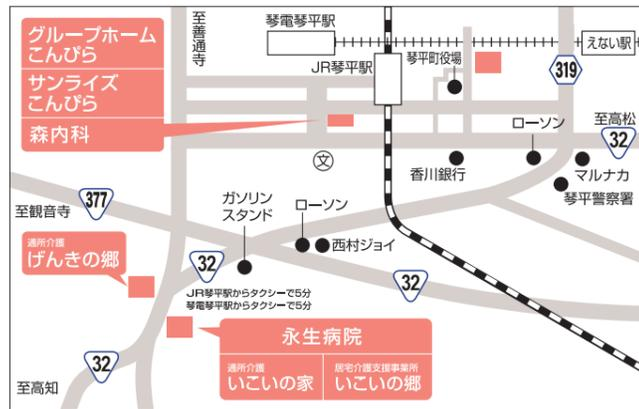 グループホーム
こんぴら
サンライズ
こんぴら
森内科
至善通寺
琴電琴平駅
えない駅
JR琴平駅
琴平町役場
319
至高松
32
ローソン
マルナカ
琴平警察署
香川銀行
文
377
至観音寺
ガソリン
スタンド
ローソン
西村ジョイ
通所介護
げんきの郷
32
32
JR琴平駅からタクシーで5分
琴電琴平駅からタクシーで5分
永生病院
通所介護
いこいの家
居宅介護支援事業所
いこいの郷
32
至高知